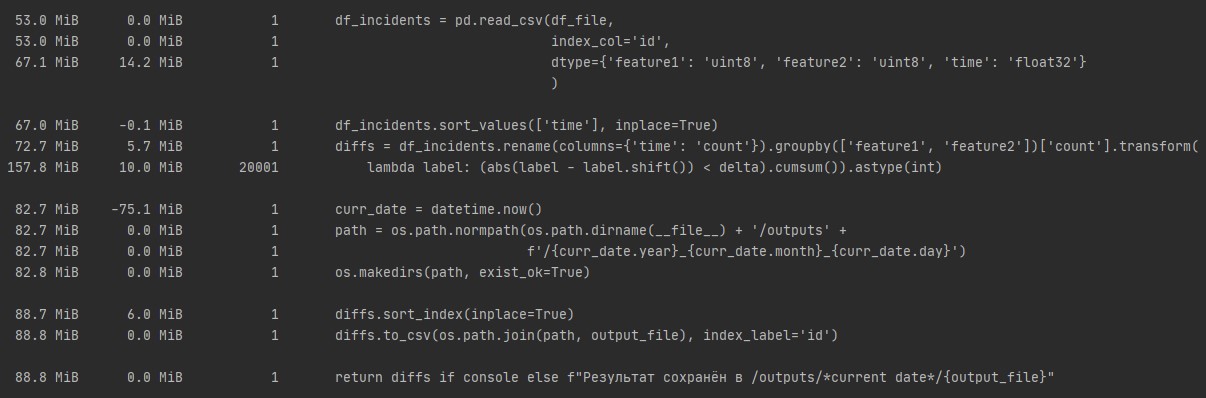 53.0 MiB 0.0 MiB 1 df_incidents = pd.read_csv(df_file,
53.0 MiB 0.0 MiB 1 index_col='id',
67.1 MiB 14.2 MiB 1 dtype={'feature1': 'uint8', 'feature2': 'uint8', 'time': 'float32'}
)
67.0 MiB -0.1 MiB 1 df_incidents.sort_values(['time'], inplace=True)
72.7 MiB 5.7 MiB 1 diffs = df_incidents.rename(columns={'time': 'count'}).groupby(['feature1', 'feature2'])['count'].transform(
157.8 MiB 10.0 MiB 20001 lambda label: (abs(label - label.shift()) < delta).cumsum()).astype(int)
82.7 MiB -75.1 MiB 1 curr_date = datetime.now()
82.7 MiB 0.0 MiB 1 path = os.path.normpath(os.path.dirname(__file__) + '/outputs' +
82.7 MiB 0.0 MiB 1 f'/{curr_date.year}_{curr_date.month}_{curr_date.day}')
82.8 MiB 0.0 MiB 1 os.makedirs(path, exist_ok=True)
88.7 MiB 6.0 MiB 1 diffs.sort_index(inplace=True)
88.8 MiB 0.0 MiB 1 diffs.to_csv(os.path.join(path, output_file), index_label='id')
88.8 MiB 0.0 MiB 1 return diffs if console else f"Результат сохранён в /outputs/*current date*/{output_file}"